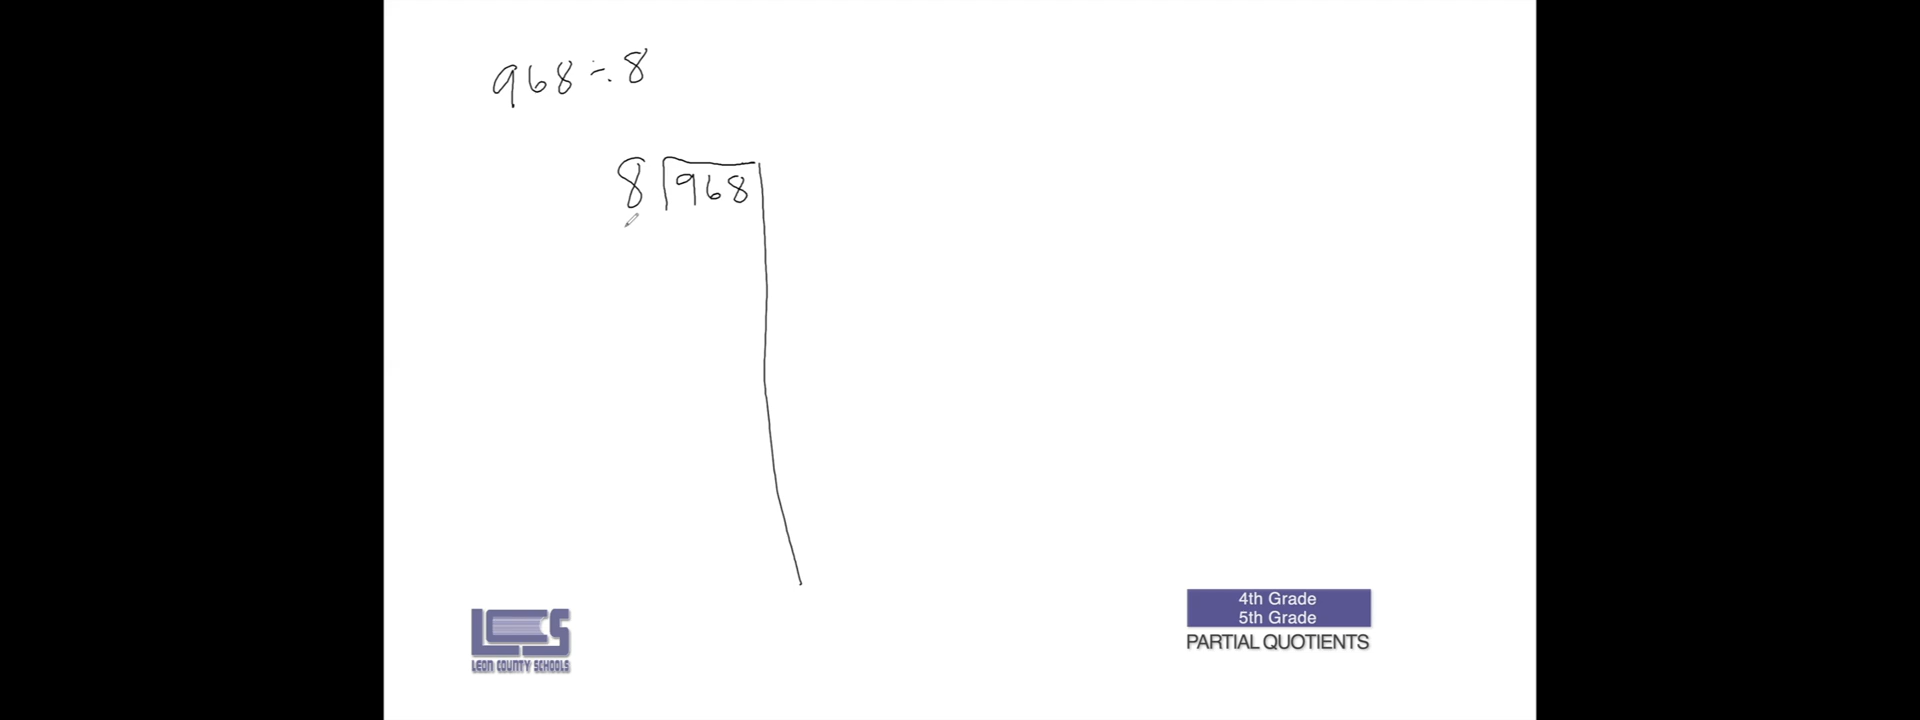 968 ÷ 8
8 968
LCS
LEON COUNTY SCHOOLS
4th Grade
5th Grade
PARTIAL QUOTIENTS